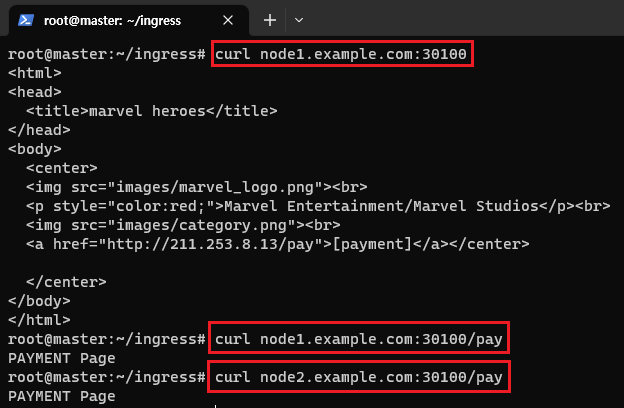 root@master: ~/ingress
root@master:~/ingress# curl node1.example.com:30100
<html>
<head>
  <title>marvel heroes</title>
</head>
<body>
  <center>
  <img src="images/marvel_logo.png"><br>
  <p style="color:red;">Marvel Entertainment/Marvel Studios</p><br>
  <img src="images/category.png"><br>
  <a href="http://211.253.8.13/pay">[payment]</a></center>

  </center>
</body>
</html>
root@master:~/ingress# curl node1.example.com:30100/pay
PAYMENT Page
root@master:~/ingress# curl node2.example.com:30100/pay
PAYMENT Page